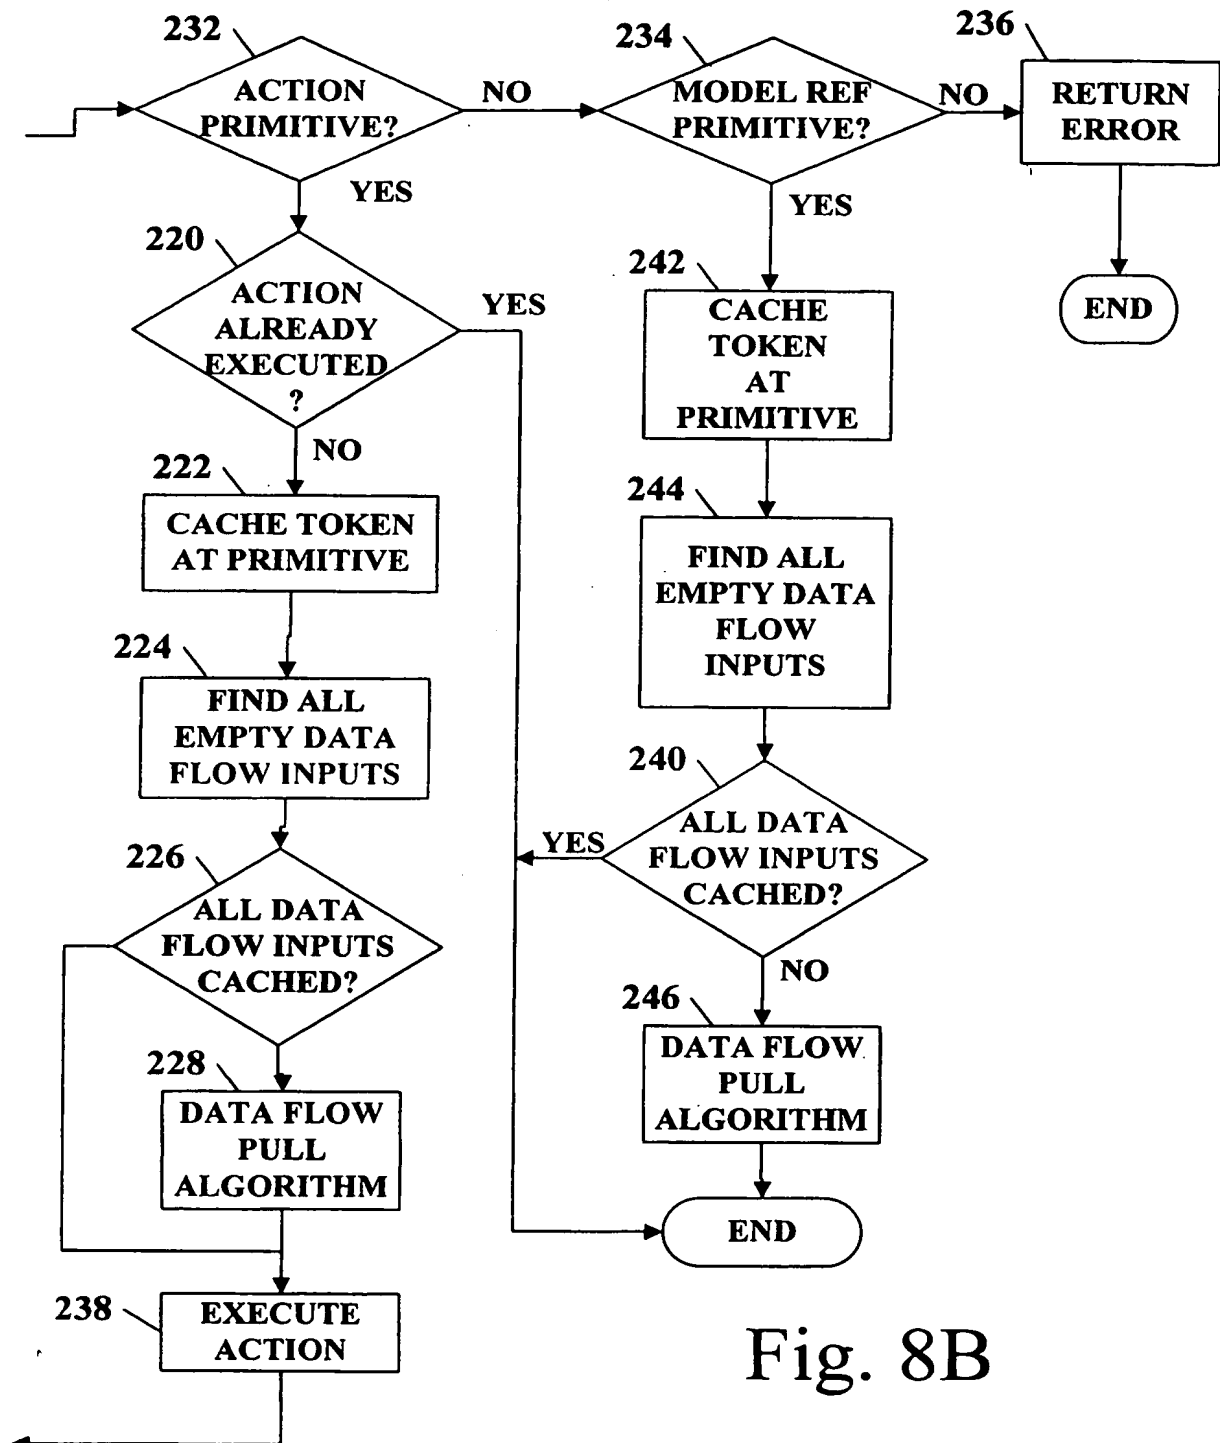 232
ACTION
PRIMITIVE?
NO
YES
234
MODEL REF
PRIMITIVE?
NO
YES
236
RETURN
ERROR
END
220
ACTION
ALREADY
EXECUTED
?
YES
NO
222
CACHE TOKEN
AT PRIMITIVE
224
FIND ALL
EMPTY DATA
FLOW INPUTS
226
ALL DATA
FLOW INPUTS
CACHED?
228
DATA FLOW
PULL
ALGORITHM
238
EXECUTE
ACTION
242
CACHE
TOKEN
AT
PRIMITIVE
244
FIND ALL
EMPTY DATA
FLOW
INPUTS
240
ALL DATA
FLOW INPUTS
CACHED?
YES
NO
246
DATA FLOW
PULL
ALGORITHM
END
Fig. 8B